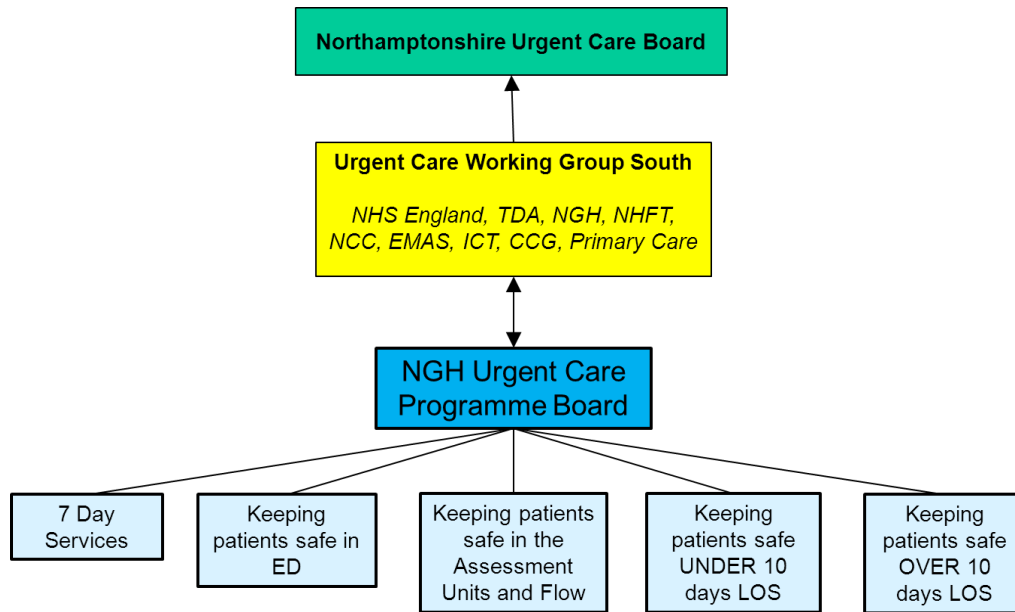 Northamptonshire Urgent Care Board
Urgent Care Working Group South
NHS England, TDA, NGH, NHFT,
NCC, EMAS, ICT, CCG, Primary Care
NGH Urgent Care
Programme Board
7 Day
Services
Keeping
patients safe in
ED
Keeping patients
safe in the
Assessment
Units and Flow
Keeping
patients safe
UNDER 10
days LOS
Keeping
patients safe
OVER 10
days LOS